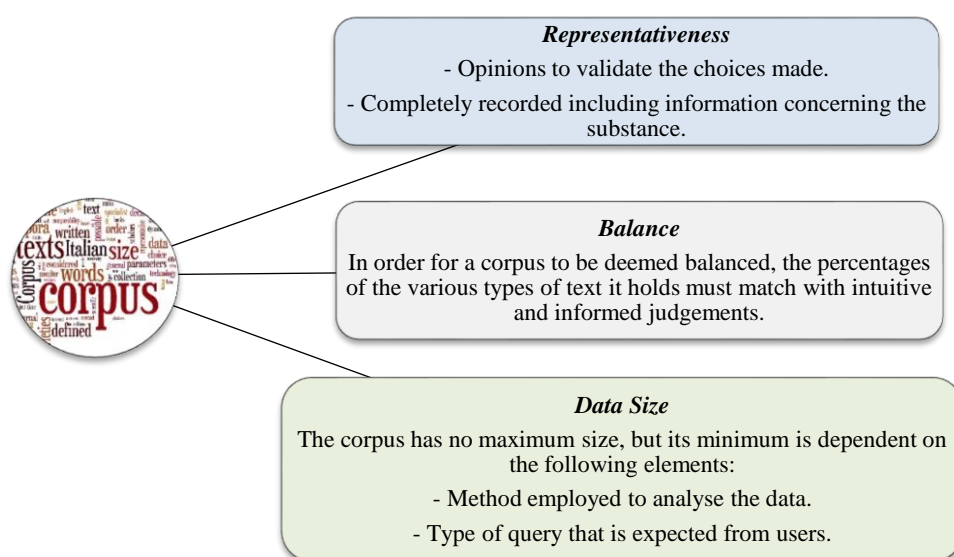 Representativeness
- Opinions to validate the choices made.
- Completely recorded including information concerning the
substance.
text
written
order
texts Italian size data
words parameters
collection
Corpus
corpus
defined
Balance
In order for a corpus to be deemed balanced, the percentages
of the various types of text it holds must match with intuitive
and informed judgements.
Data Size
The corpus has no maximum size, but its minimum is dependent on
the following elements:
- Method employed to analyse the data.
- Type of query that is expected from users.